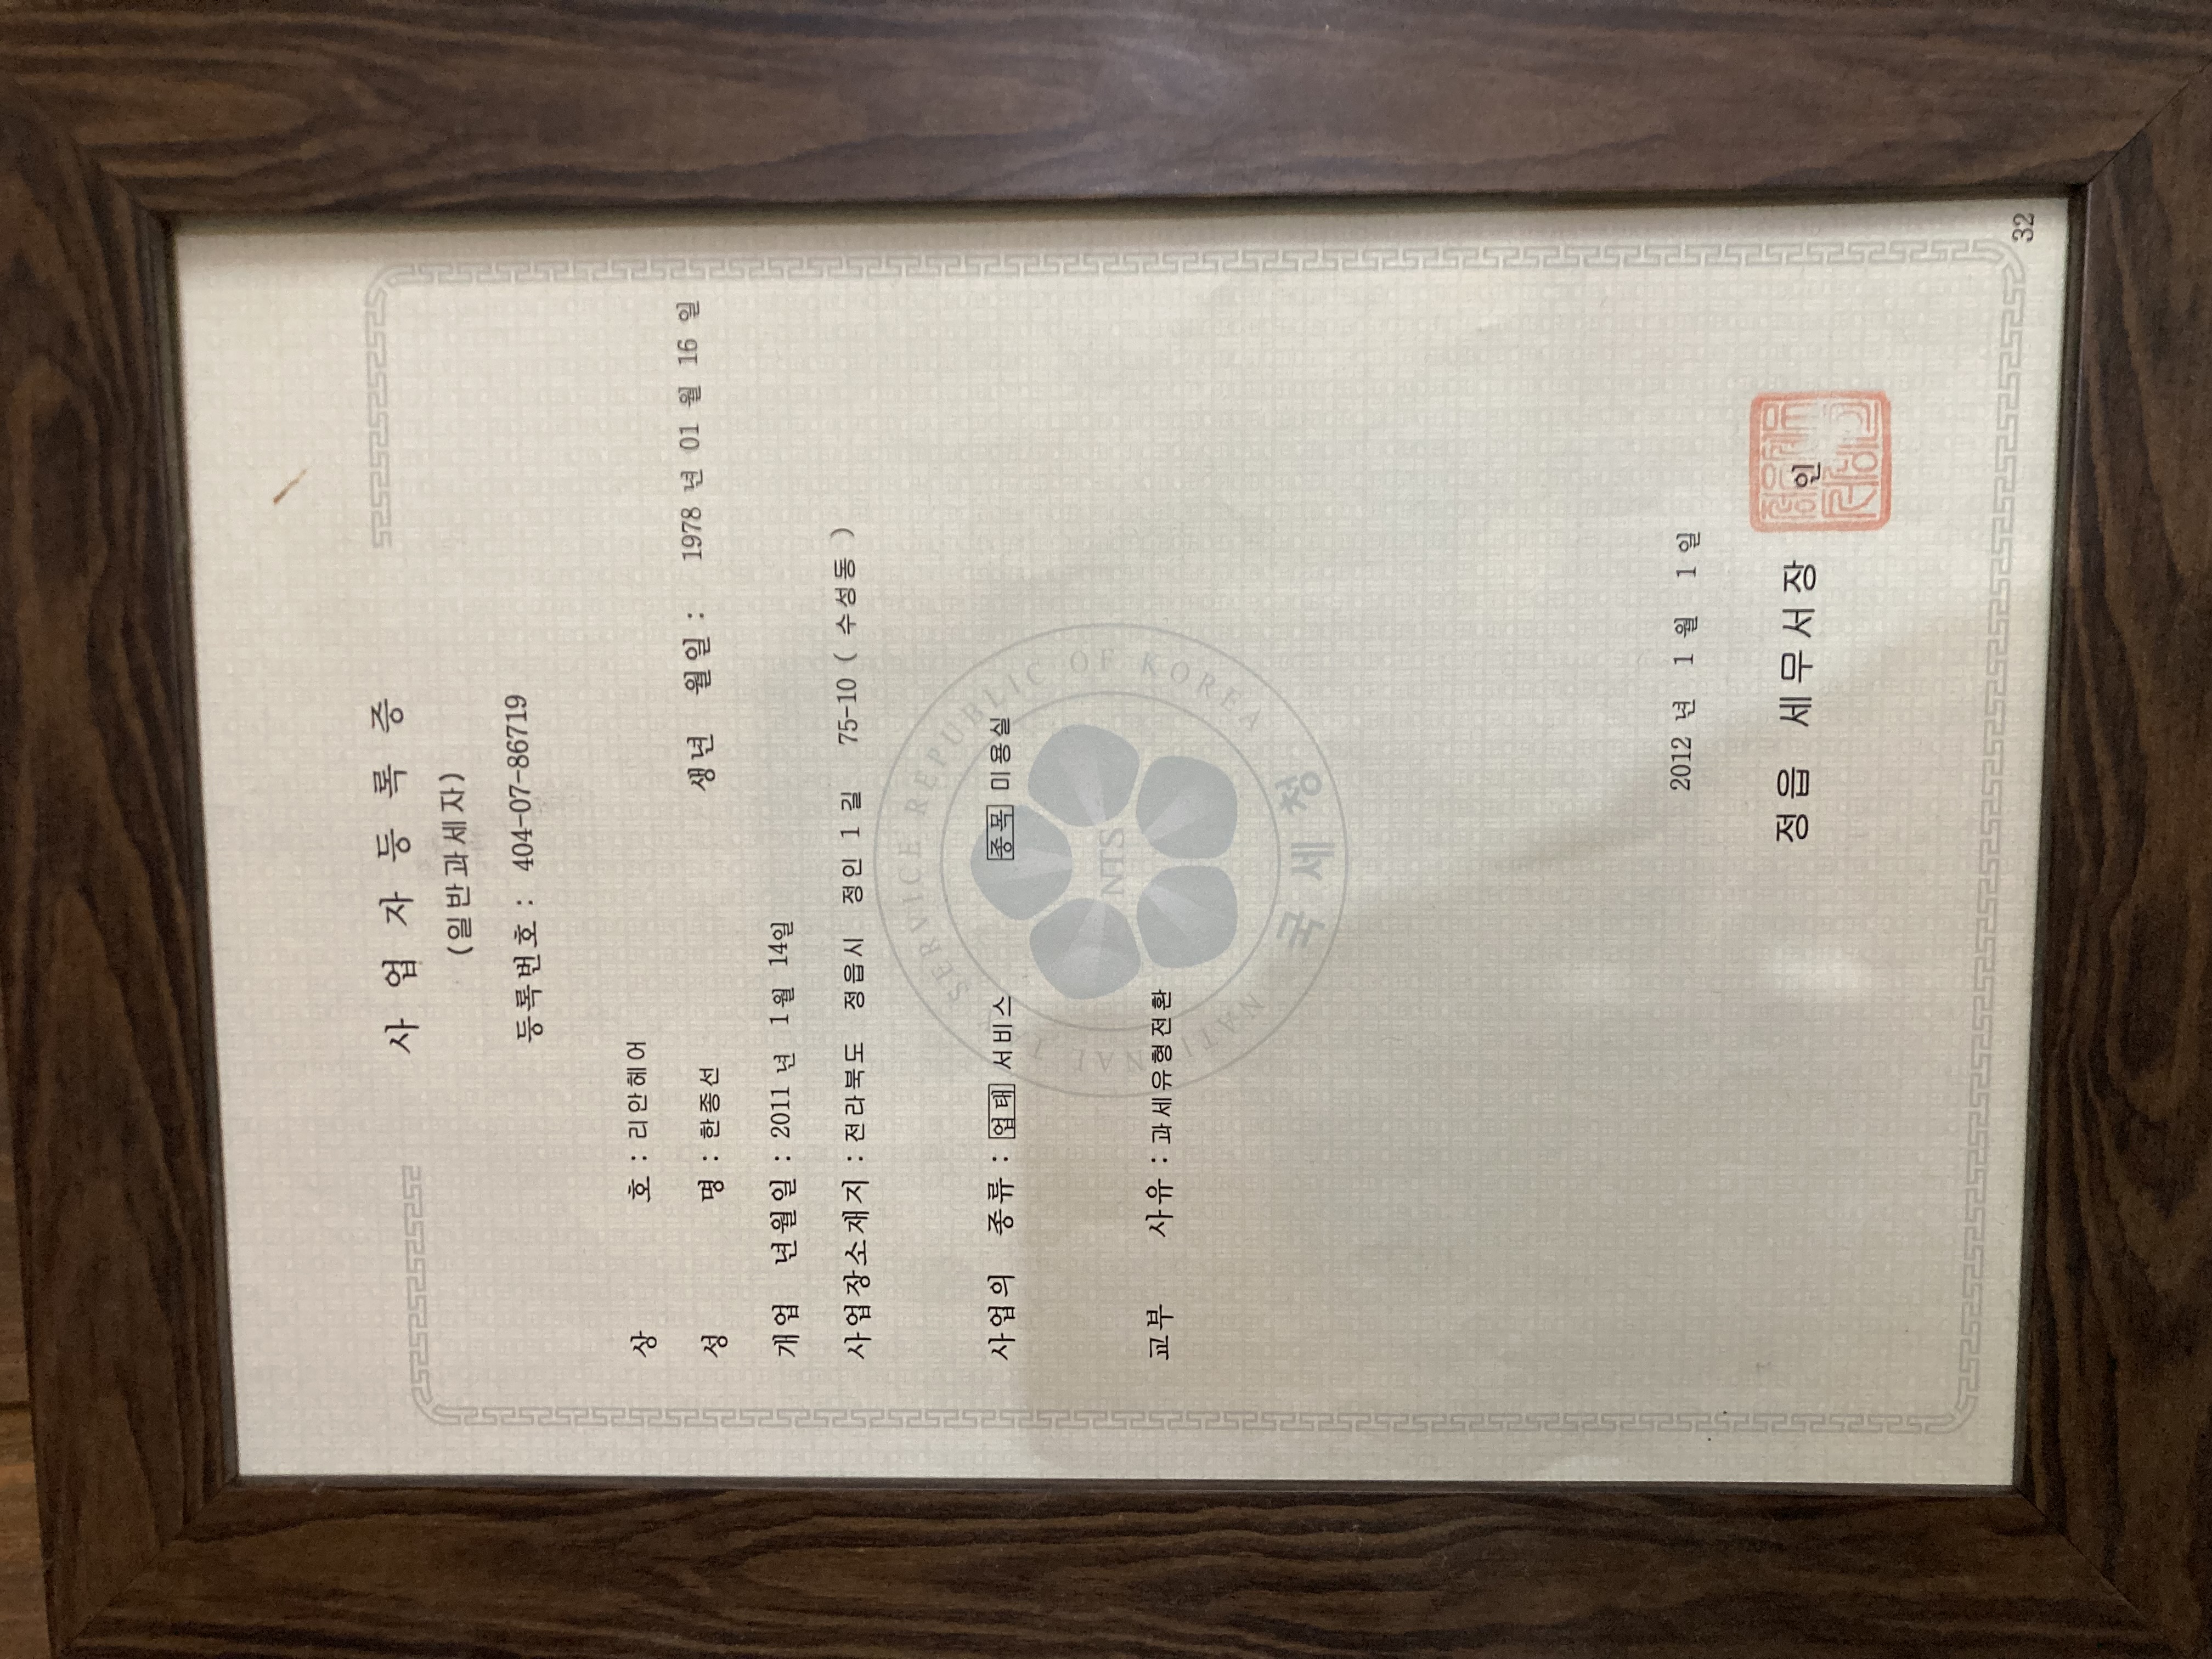 사 업 자 등 록 증
(일반과세자)
등록번호 : 404-07-86719
상 호 : 리안헤어
성 명 : 한종선 생년 월일 : 1978 년 01 월 16 일
개업 년월일 : 2011 년 1 월 14일
사업장소재지 : 전라북도 정읍시 정인 1 길 75-10 ( 수성동 )
사업의 종류 : 업태 서비스 종목 미용실
교부 사유 : 과세유형전환
NATIONAL TAX SERVICE REPUBLIC OF KOREA
NTS
국세청
2012 년 1 월 1 일
정읍 세무서장 인
32